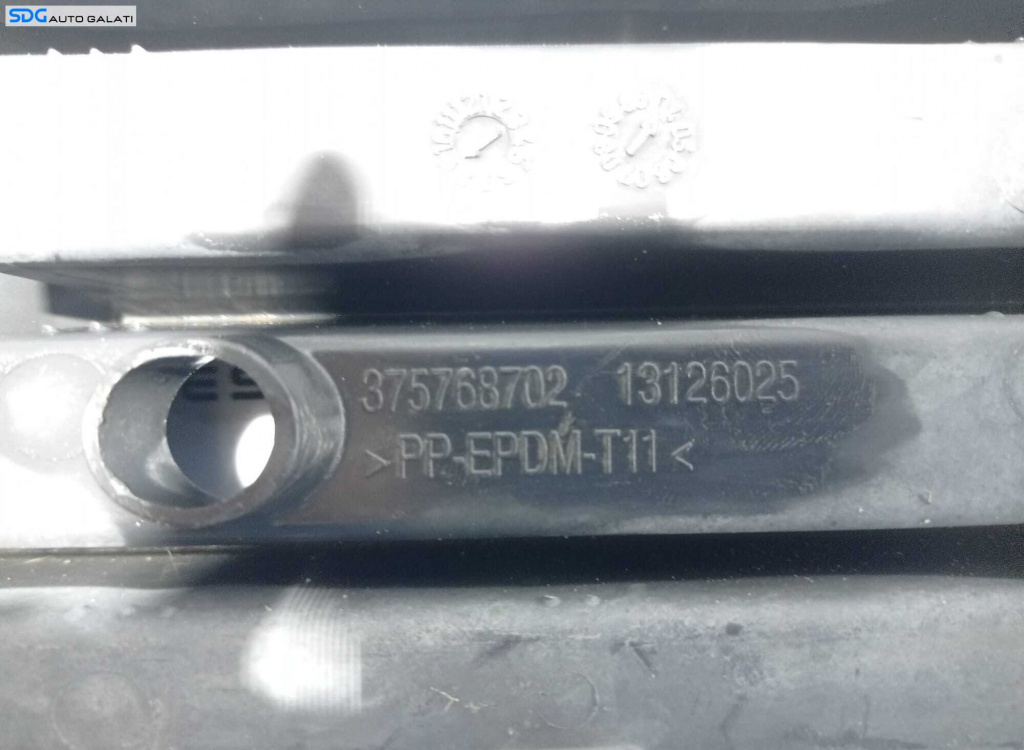 SDG AUTO GALATI
375768702 13126025
>PP-EPDM-T11<